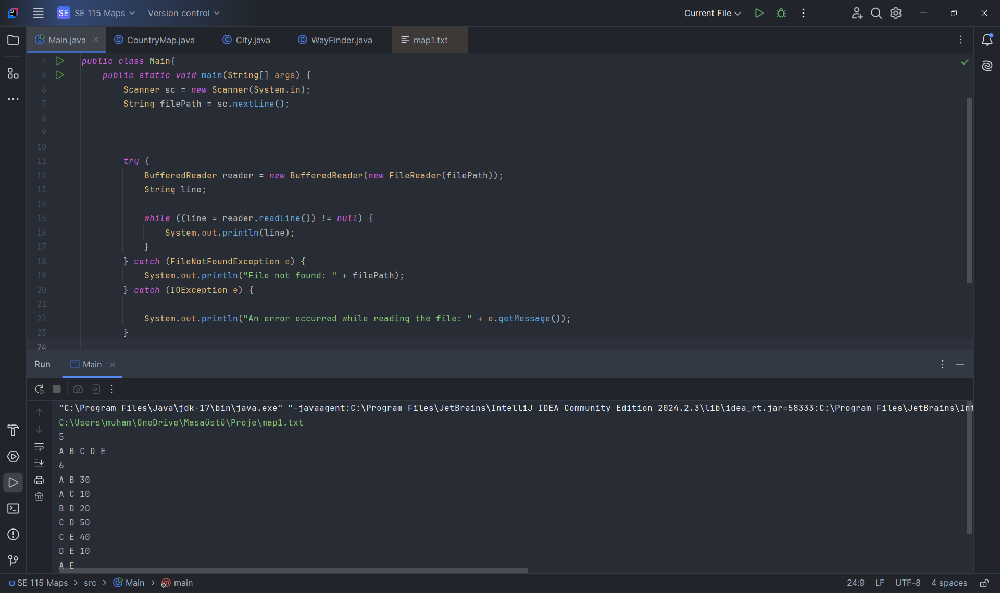 SE SE 115 Maps Version control Current File
Main.java CountryMap.java City.java WayFinder.java map1.txt
4 public class Main{
5 public static void main(String[] args) {
6 Scanner sc = new Scanner(System.in);
7 String filePath = sc.nextLine();
8
9
10
11 try {
12 BufferedReader reader = new BufferedReader(new FileReader(filePath));
13 String line;
14
15 while ((line = reader.readLine()) != null) {
16 System.out.println(line);
17 }
18 } catch (FileNotFoundException e) {
19 System.out.println("File not found: " + filePath);
20 } catch (IOException e) {
21
22 System.out.println("An error occurred while reading the file: " + e.getMessage());
23 }
24
Run Main
"C:\Program Files\Java\jdk-17\bin\java.exe" "-javaagent:C:\Program Files\JetBrains\IntelliJ IDEA Community Edition 2024.2.3\lib\idea_rt.jar=58333:C:\Program Files\JetBrains\Int
C:\Users\muham\OneDrive\Masaüstü\Proje\map1.txt
5
A B C D E
6
A B 30
A C 10
B D 20
C D 50
C E 40
D E 10
A E
SE 115 Maps > src > Main > main 24:9 LF UTF-8 4 spaces